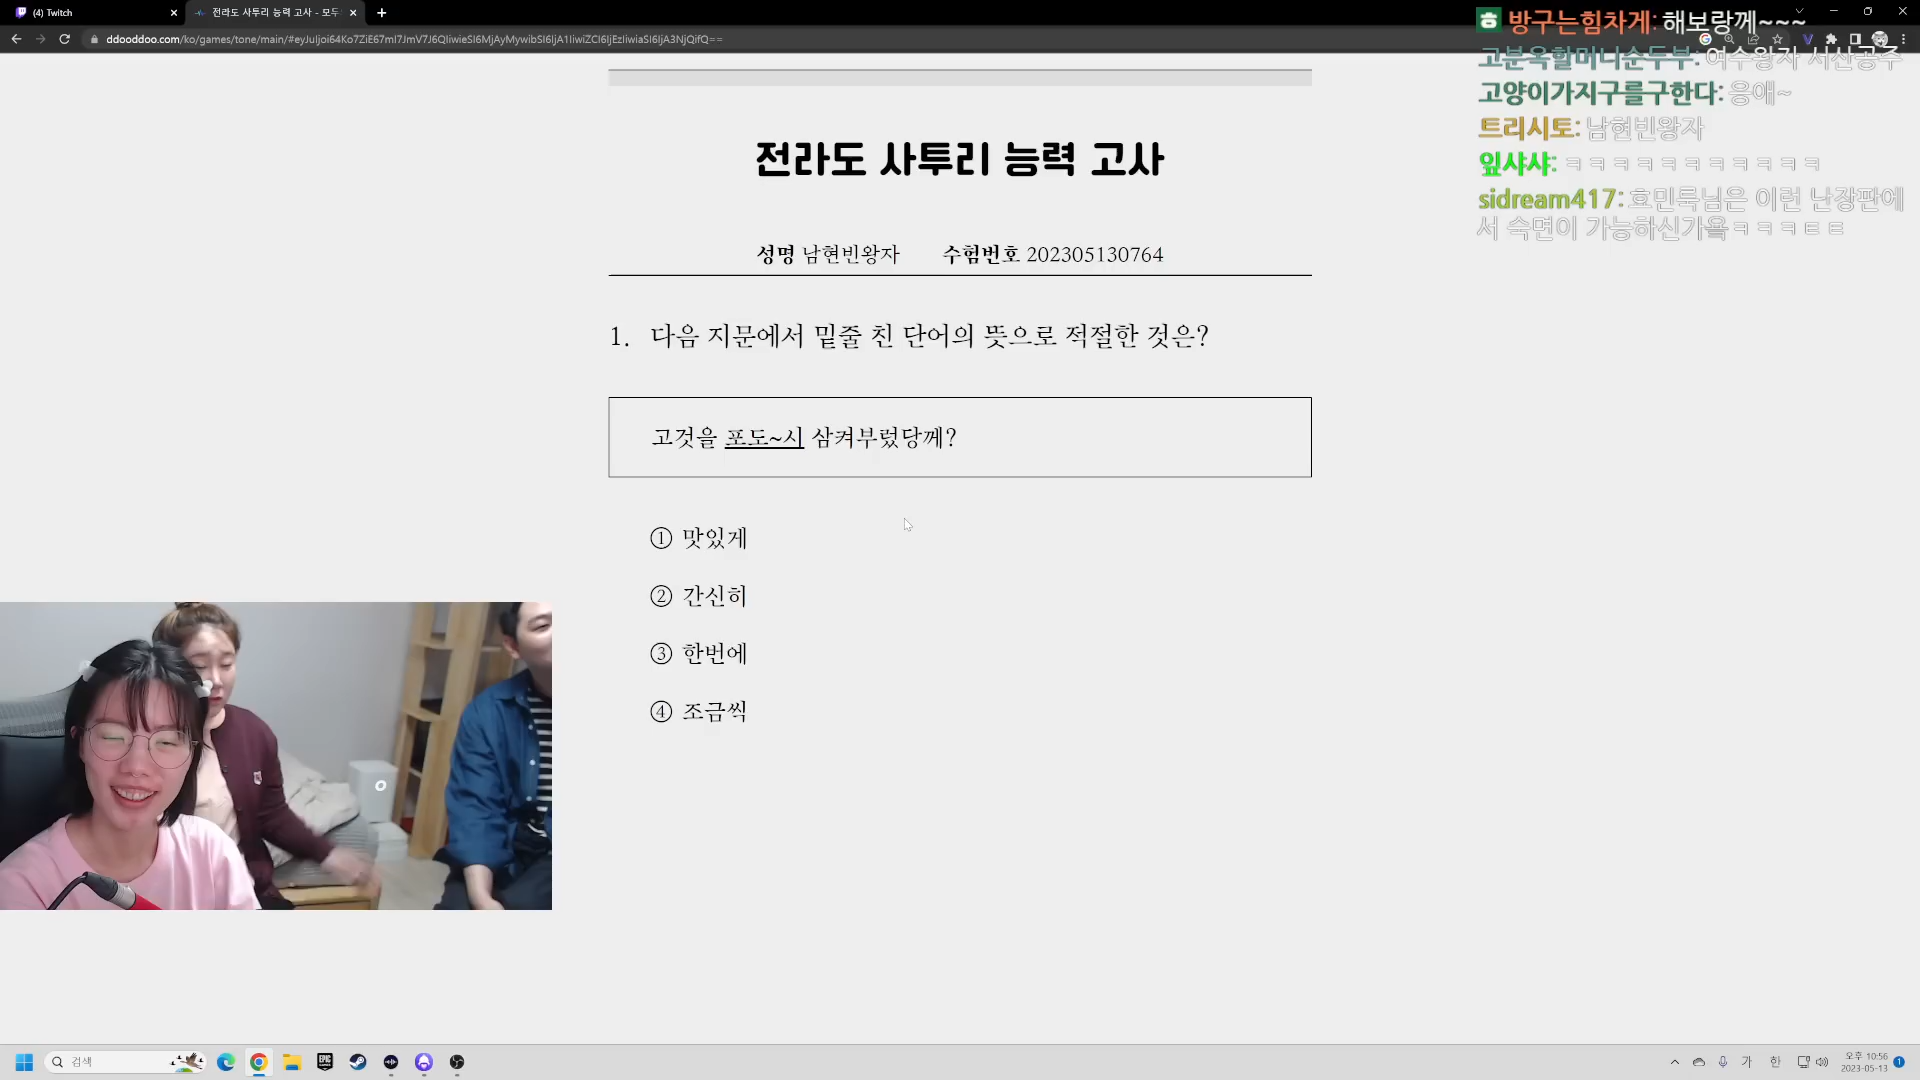 (4) Twitch
전라도 사투리 능력 고사 - 모두
ddooddoo.com/ko/games/tone/main/
전라도 사투리 능력 고사
성명 남현빈왕자 수험번호 202305130764
1. 다음 지문에서 밑줄 친 단어의 뜻으로 적절한 것은?
고것을 포도~시 삼켜부렀당께?
① 맛있게
② 간신히
③ 한번에
④ 조금씩
방구는힘차게: 해보랑께~~~
고분옥할머니순두부: 여수왕자 서산공주
고양이가지구를구한다: 응애~
트리시토: 남현빈왕자
잎샤샤: ㅋㅋㅋㅋㅋㅋㅋㅋㅋㅋㅋ
sidream417: 효민룩님은 이런 난장판에
서 숙면이 가능하신가욬ㅋㅋㅋㅌㅌ
검색
EPIC
가
한
오후 10:56
2023-05-13
1